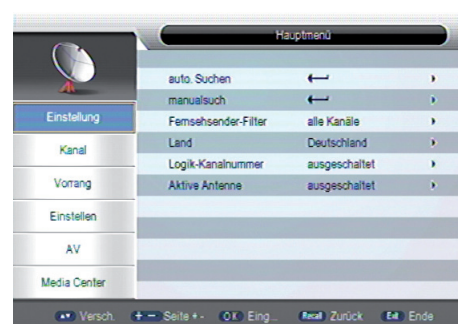 Hauptmenü
auto. Suchen
manualsuch
Fernsehsender-Filter alle Kanäle
Land Deutschland
Logik-Kanalnummer ausgeschaltet
Aktive Antenne ausgeschaltet
Einstellung
Kanal
Vorrang
Einstellen
AV
Media Center
Versch. + - Seite + - OK Eing... Recall Zurück Exit Ende